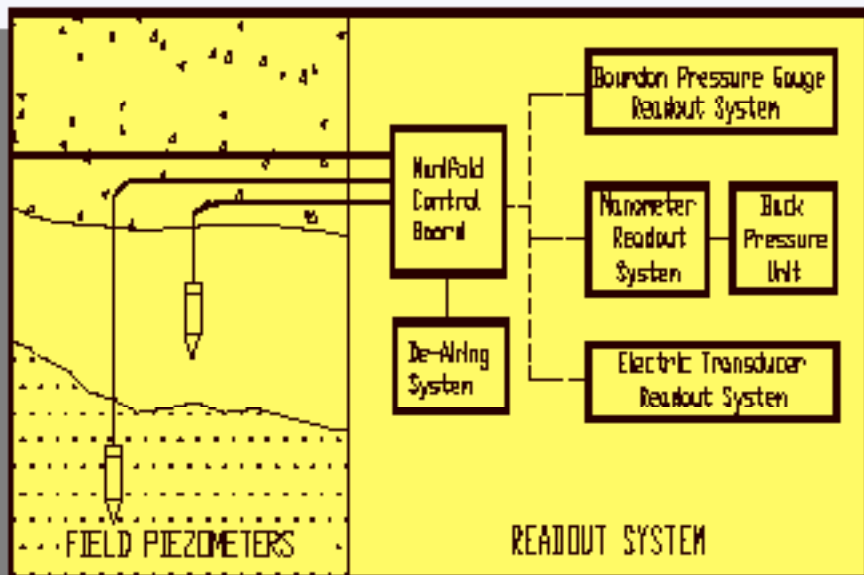 Bourdon Pressure Gauge
Readout System
Manifold
Control
Board
Manometer
Readout
System
Back
Pressure
Unit
De-Airing
System
Electric Transducer
Readout System
FIELD PIEZOMETERS
READOUT SYSTEM